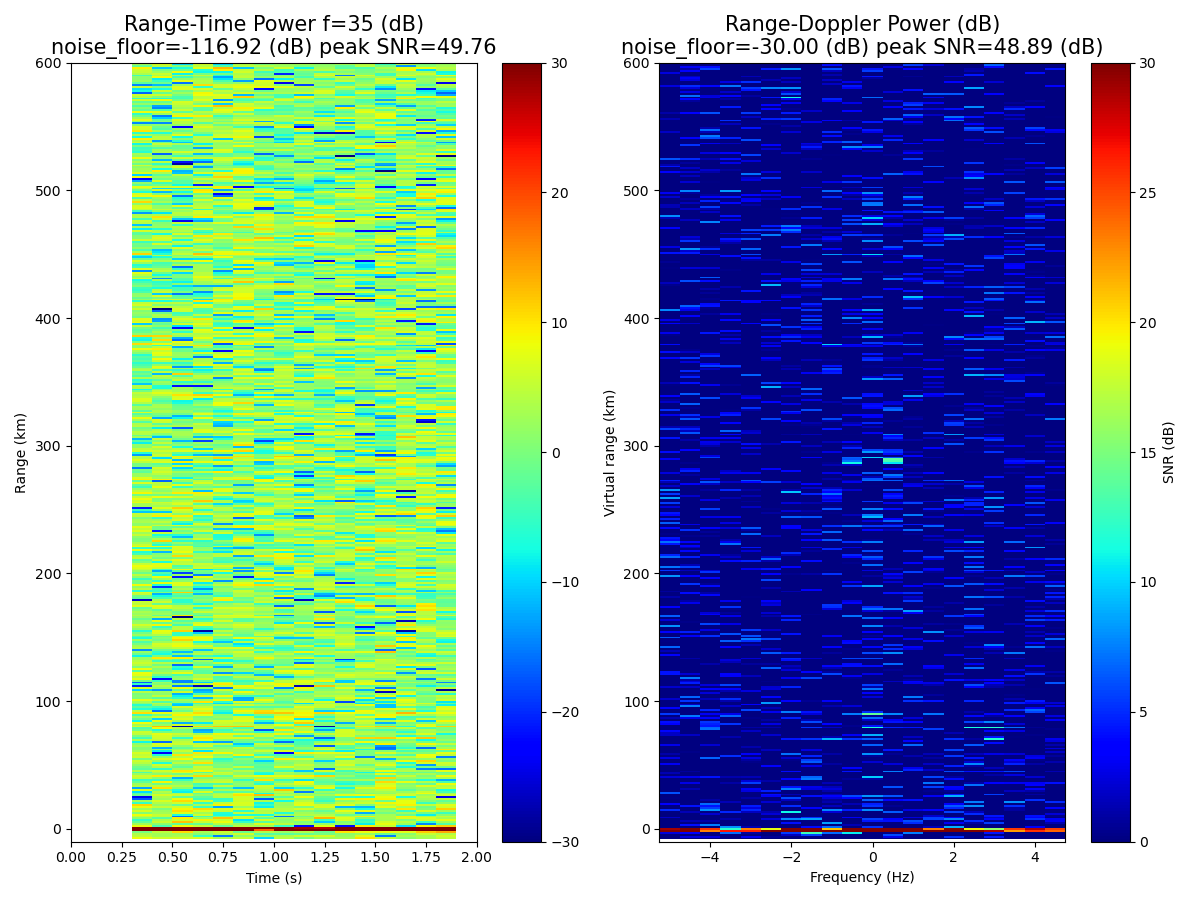 Range-Time Power f=35 (dB)
noise_floor=-116.92 (dB) peak SNR=49.76
Range (km)
600
500
400
300
200
100
0
0.00 0.25 0.50 0.75 1.00 1.25 1.50 1.75 2.00
Time (s)
30
20
10
0
−10
−20
−30
Range-Doppler Power (dB)
noise_floor=-30.00 (dB) peak SNR=48.89 (dB)
Virtual range (km)
600
500
400
300
200
100
0
−4 −2 0 2 4
Frequency (Hz)
30
25
20
15
10
5
0
SNR (dB)